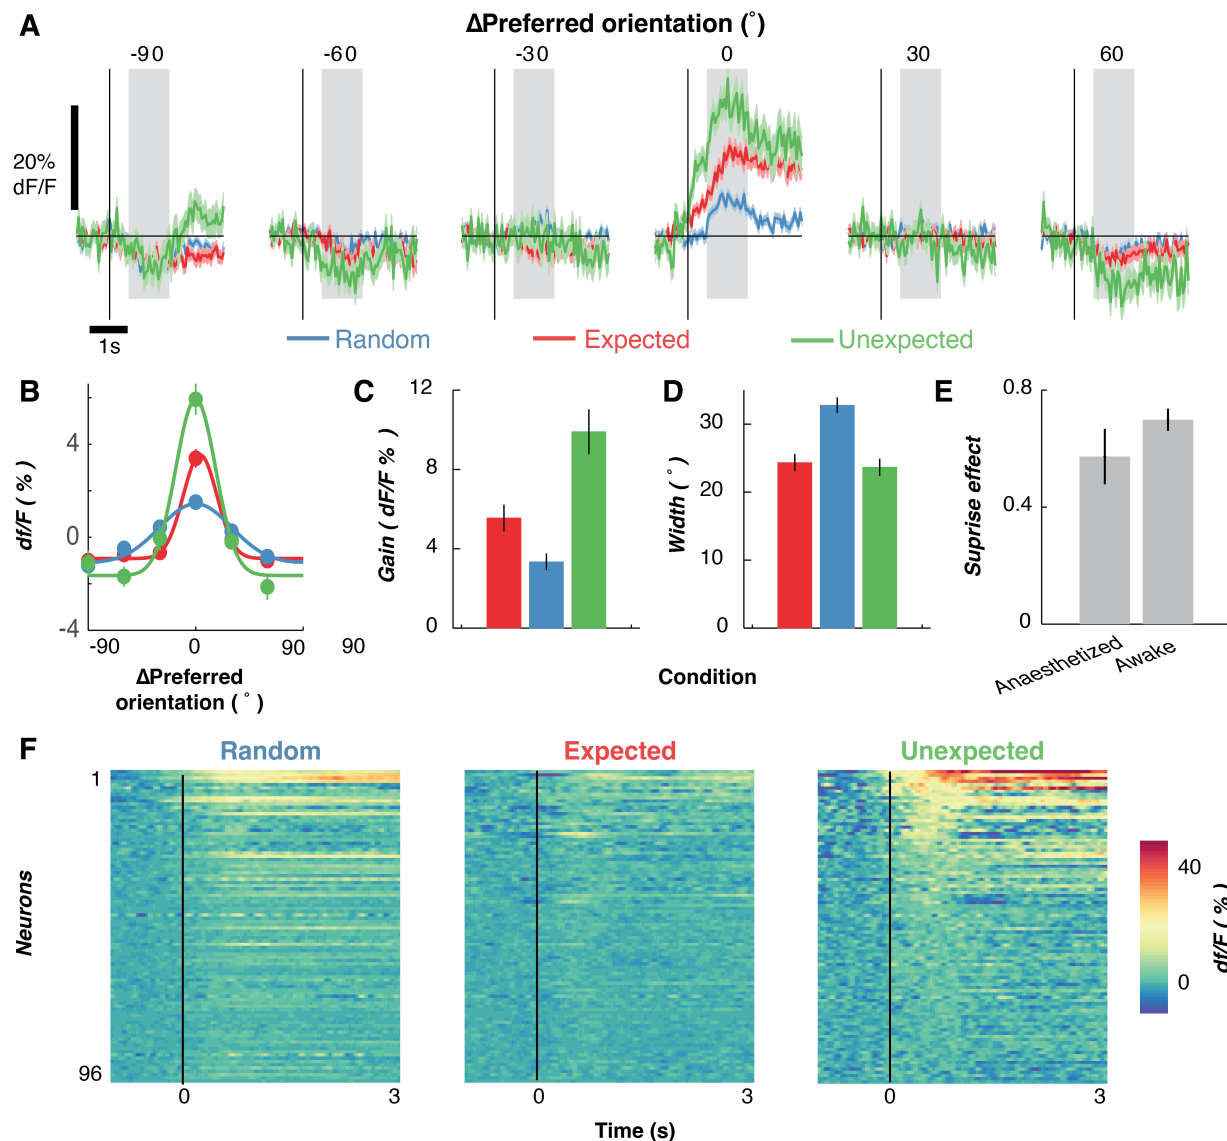 A
ΔPreferred orientation (°)
-90 -60 -30 0 30 60
20%
dF/F
1s
Random Expected Unexpected
B
df/F ( % )
4
0
-4
-90 0 90 90
ΔPreferred
orientation ( ° )
C
Gain ( dF/F % )
12
8
4
0
D
Width ( ° )
30
20
10
0
Condition
E
Suprise effect
0.8
0.4
0
Anaesthetized
Awake
F
Random Expected Unexpected
Neurons
1
96
0 3 0 3 0 3
Time (s)
40
0
df/F ( % )